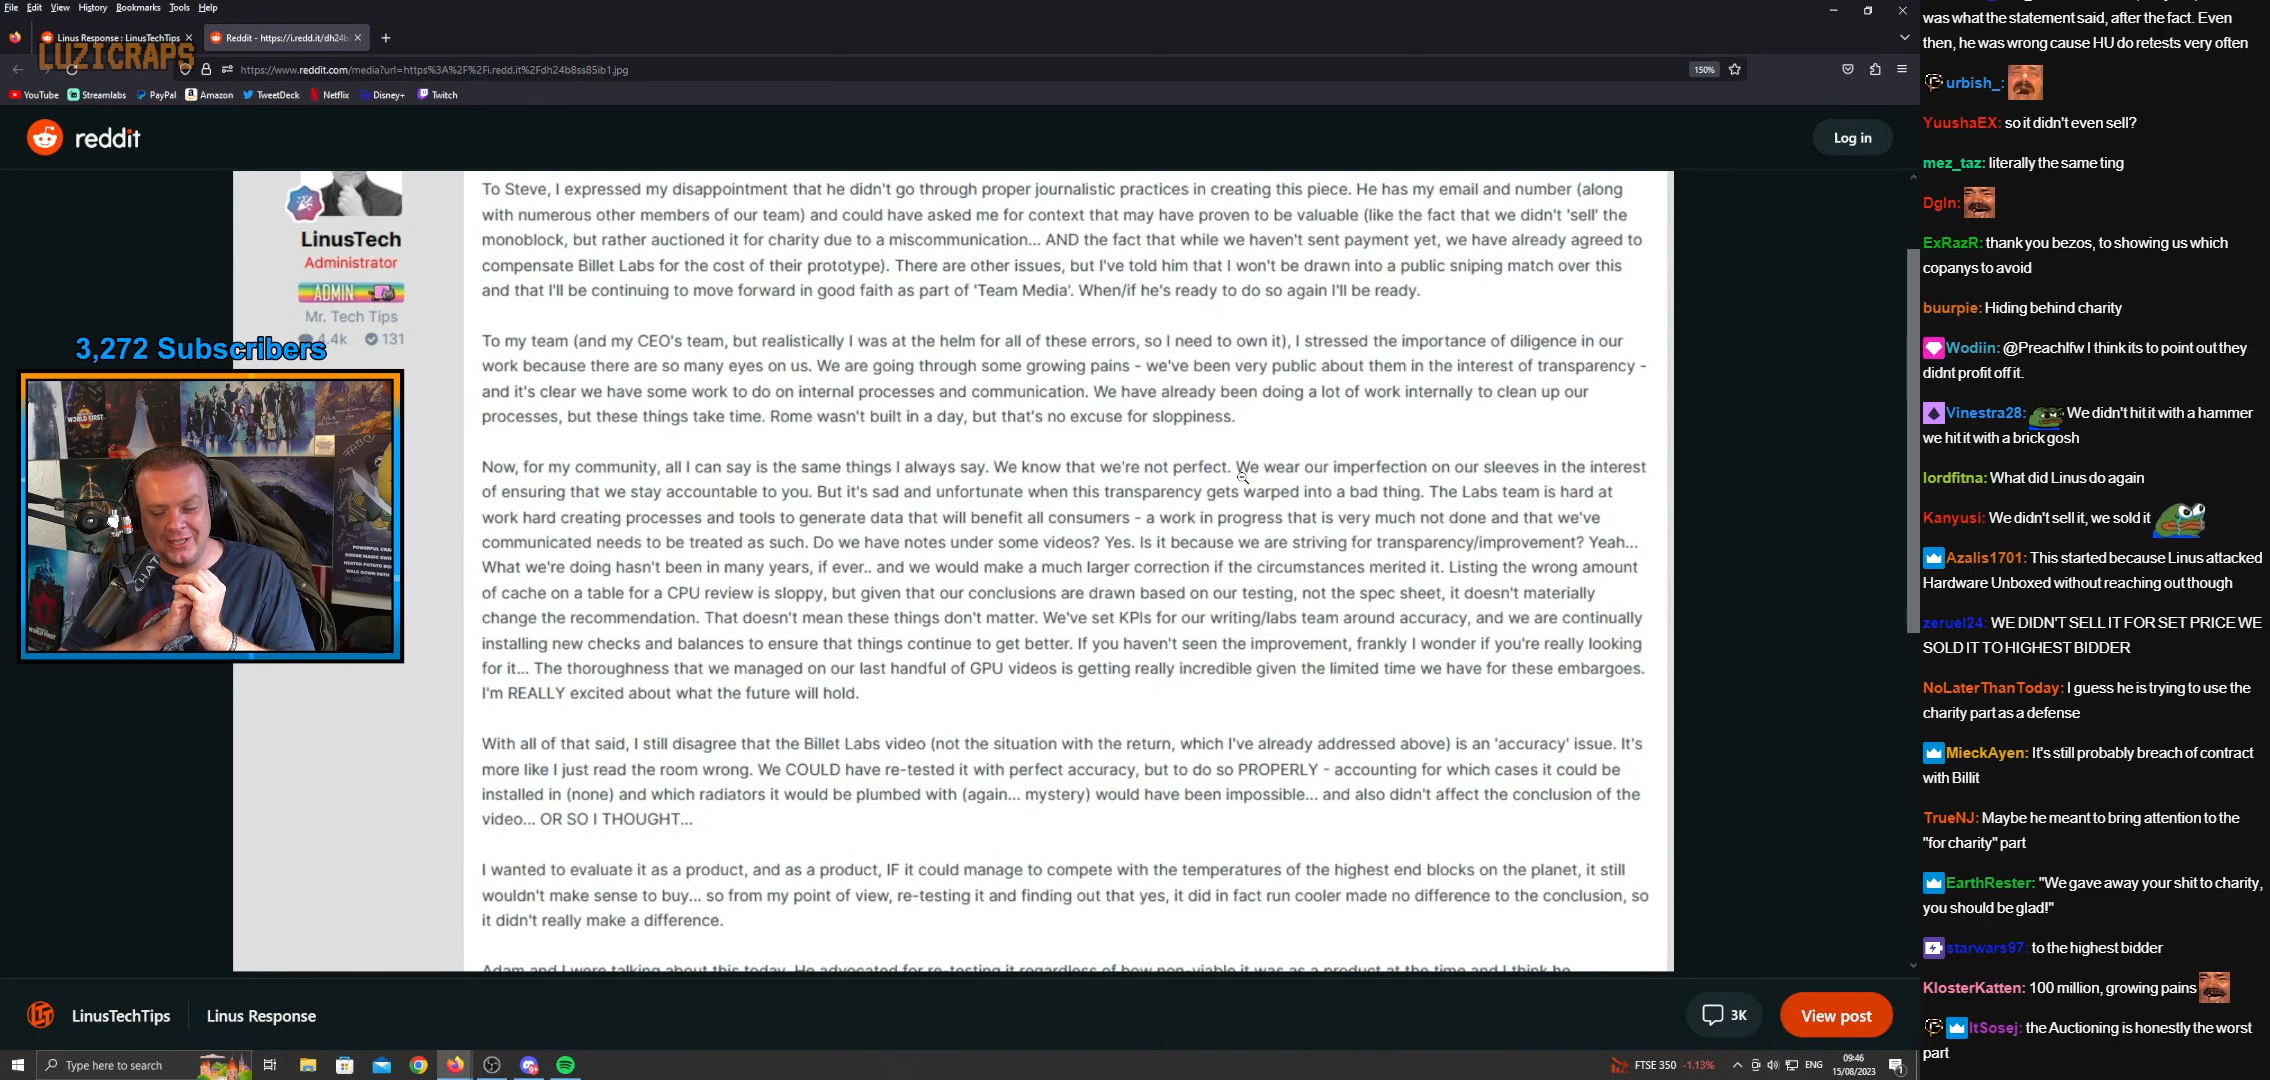 File Edit View History Bookmarks Tools Help
Linus Response : LinusTechTips
Reddit - https://i.redd.it/dh24b
LUZICRAPS
https://www.reddit.com/media?url=https%3A%2F%2Fi.redd.it%2Fdh24b8ss85ib1.jpg
150%
YouTube Streamlabs PayPal Amazon TweetDeck Netflix Disney+ Twitch
reddit
Log in
LinusTech
Administrator
ADMIN
Mr. Tech Tips
4.4k 131
3,272 Subscribers
To Steve, I expressed my disappointment that he didn't go through proper journalistic practices in creating this piece. He has my email and number (along
with numerous other members of our team) and could have asked me for context that may have proven to be valuable (like the fact that we didn't 'sell' the
monoblock, but rather auctioned it for charity due to a miscommunication... AND the fact that while we haven't sent payment yet, we have already agreed to
compensate Billet Labs for the cost of their prototype). There are other issues, but I've told him that I won't be drawn into a public sniping match over this
and that I'll be continuing to move forward in good faith as part of 'Team Media'. When/if he's ready to do so again I'll be ready.
To my team (and my CEO's team, but realistically I was at the helm for all of these errors, so I need to own it), I stressed the importance of diligence in our
work because there are so many eyes on us. We are going through some growing pains - we've been very public about them in the interest of transparency -
and it's clear we have some work to do on internal processes and communication. We have already been doing a lot of work internally to clean up our
processes, but these things take time. Rome wasn't built in a day, but that's no excuse for sloppiness.
Now, for my community, all I can say is the same things I always say. We know that we're not perfect. We wear our imperfection on our sleeves in the interest
of ensuring that we stay accountable to you. But it's sad and unfortunate when this transparency gets warped into a bad thing. The Labs team is hard at
work hard creating processes and tools to generate data that will benefit all consumers - a work in progress that is very much not done and that we've
communicated needs to be treated as such. Do we have notes under some videos? Yes. Is it because we are striving for transparency/improvement? Yeah...
What we're doing hasn't been in many years, if ever.. and we would make a much larger correction if the circumstances merited it. Listing the wrong amount
of cache on a table for a CPU review is sloppy, but given that our conclusions are drawn based on our testing, not the spec sheet, it doesn't materially
change the recommendation. That doesn't mean these things don't matter. We've set KPIs for our writing/labs team around accuracy, and we are continually
installing new checks and balances to ensure that things continue to get better. If you haven't seen the improvement, frankly I wonder if you're really looking
for it... The thoroughness that we managed on our last handful of GPU videos is getting really incredible given the limited time we have for these embargoes.
I'm REALLY excited about what the future will hold.
With all of that said, I still disagree that the Billet Labs video (not the situation with the return, which I've already addressed above) is an 'accuracy' issue. It's
more like I just read the room wrong. We COULD have re-tested it with perfect accuracy, but to do so PROPERLY - accounting for which cases it could be
installed in (none) and which radiators it would be plumbed with (again... mystery) would have been impossible... and also didn't affect the conclusion of the
video... OR SO I THOUGHT...
I wanted to evaluate it as a product, and as a product, IF it could manage to compete with the temperatures of the highest end blocks on the planet, it still
wouldn't make sense to buy... so from my point of view, re-testing it and finding out that yes, it did in fact run cooler made no difference to the conclusion, so
it didn't really make a difference.
Adam and I were talking about this today. He advocated for re-testing it regardless of how non-viable it was as a product at the time and I think he
LinusTechTips
Linus Response
3K
View post
Type here to search
FTSE 350 -1.13%
ENG
09:46
15/08/2023
was what the statement said, after the fact. Even
then, he was wrong cause HU do retests very often
urbish_:
YuushaEX: so it didn't even sell?
mez_taz: literally the same ting
Dgln:
ExRazR: thank you bezos, to showing us which
copanys to avoid
buurpie: Hiding behind charity
Wodiin: @Preachlfw I think its to point out they
didnt profit off it.
Vinestra28: We didn't hit it with a hammer
we hit it with a brick gosh
lordfitna: What did Linus do again
Kanyusi: We didn't sell it, we sold it
Azalis1701: This started because Linus attacked
Hardware Unboxed without reaching out though
zeruel24: WE DIDN'T SELL IT FOR SET PRICE WE
SOLD IT TO HIGHEST BIDDER
NoLaterThanToday: I guess he is trying to use the
charity part as a defense
MieckAyen: It's still probably breach of contract
with Billit
TrueNJ: Maybe he meant to bring attention to the
"for charity" part
EarthRester: "We gave away your shit to charity,
you should be glad!"
starwars97: to the highest bidder
KlosterKatten: 100 million, growing pains
ItSosej: the Auctioning is honestly the worst
part